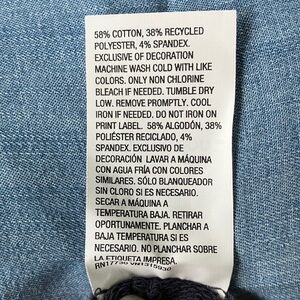 58% COTTON, 38% RECYCLED
POLYESTER, 4% SPANDEX.
EXCLUSIVE OF DECORATION
MACHINE WASH COLD WITH LIKE
COLORS. ONLY NON CHLORINE
BLEACH IF NEEDED. TUMBLE DRY
LOW. REMOVE PROMPTLY. COOL
IRON IF NEEDED. DO NOT IRON ON
PRINT LABEL. 58% ALGODÓN, 38%
POLIÉSTER RECICLADO, 4%
SPANDEX. EXCLUSIVO DE
DECORACIÓN LAVAR A MÁQUINA
CON AGUA FRÍA CON COLORES
SIMILARES. SÓLO BLANQUEADOR
SIN CLORO SI ES NECESARIO.
SECAR A MÁQUINA A
TEMPERATURA BAJA. RETIRAR
OPORTUNAMENTE. PLANCHAR A
BAJA TEMPERATURA SI ES
NECESARIO. NO PLANCHAR SOBRE
LA ETIQUETA IMPRESA.
RN17730 VN1315930